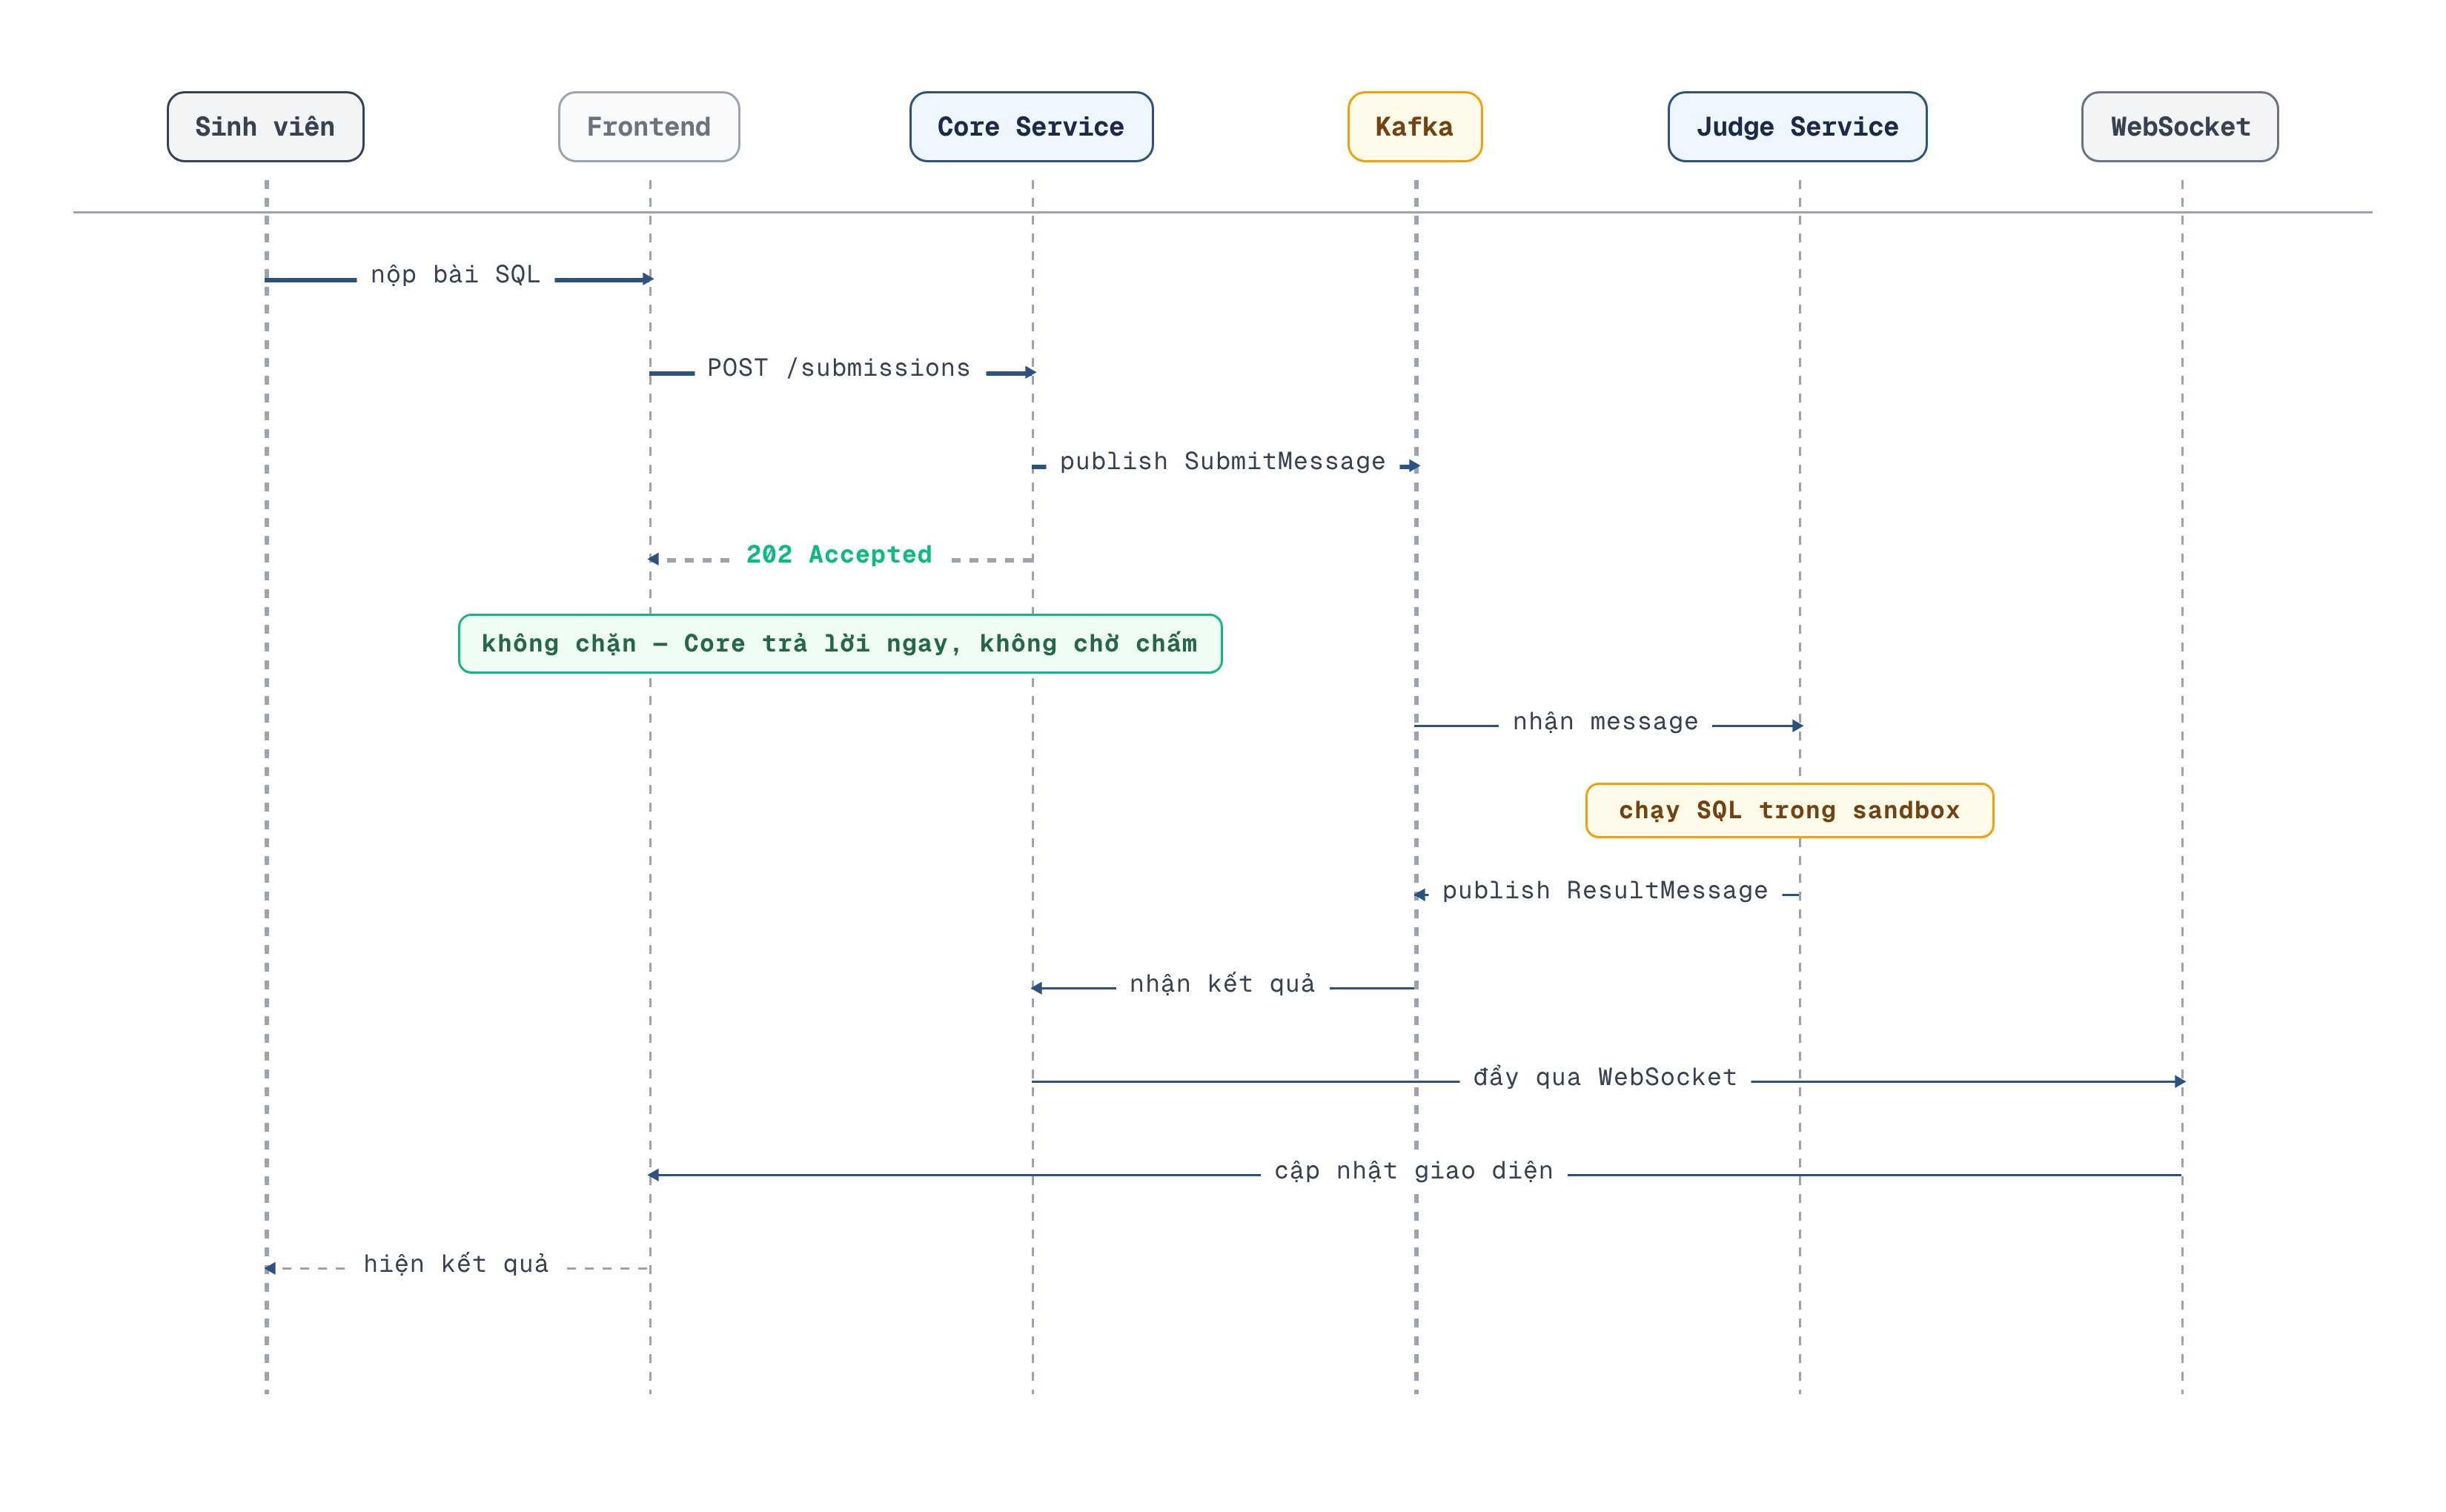 Sinh viên
Frontend
Core Service
Kafka
Judge Service
WebSocket
nộp bài SQL
POST /submissions
publish SubmitMessage
202 Accepted
không chặn — Core trả lời ngay, không chờ chấm
nhận message
chạy SQL trong sandbox
publish ResultMessage
nhận kết quả
đẩy qua WebSocket
cập nhật giao diện
hiện kết quả